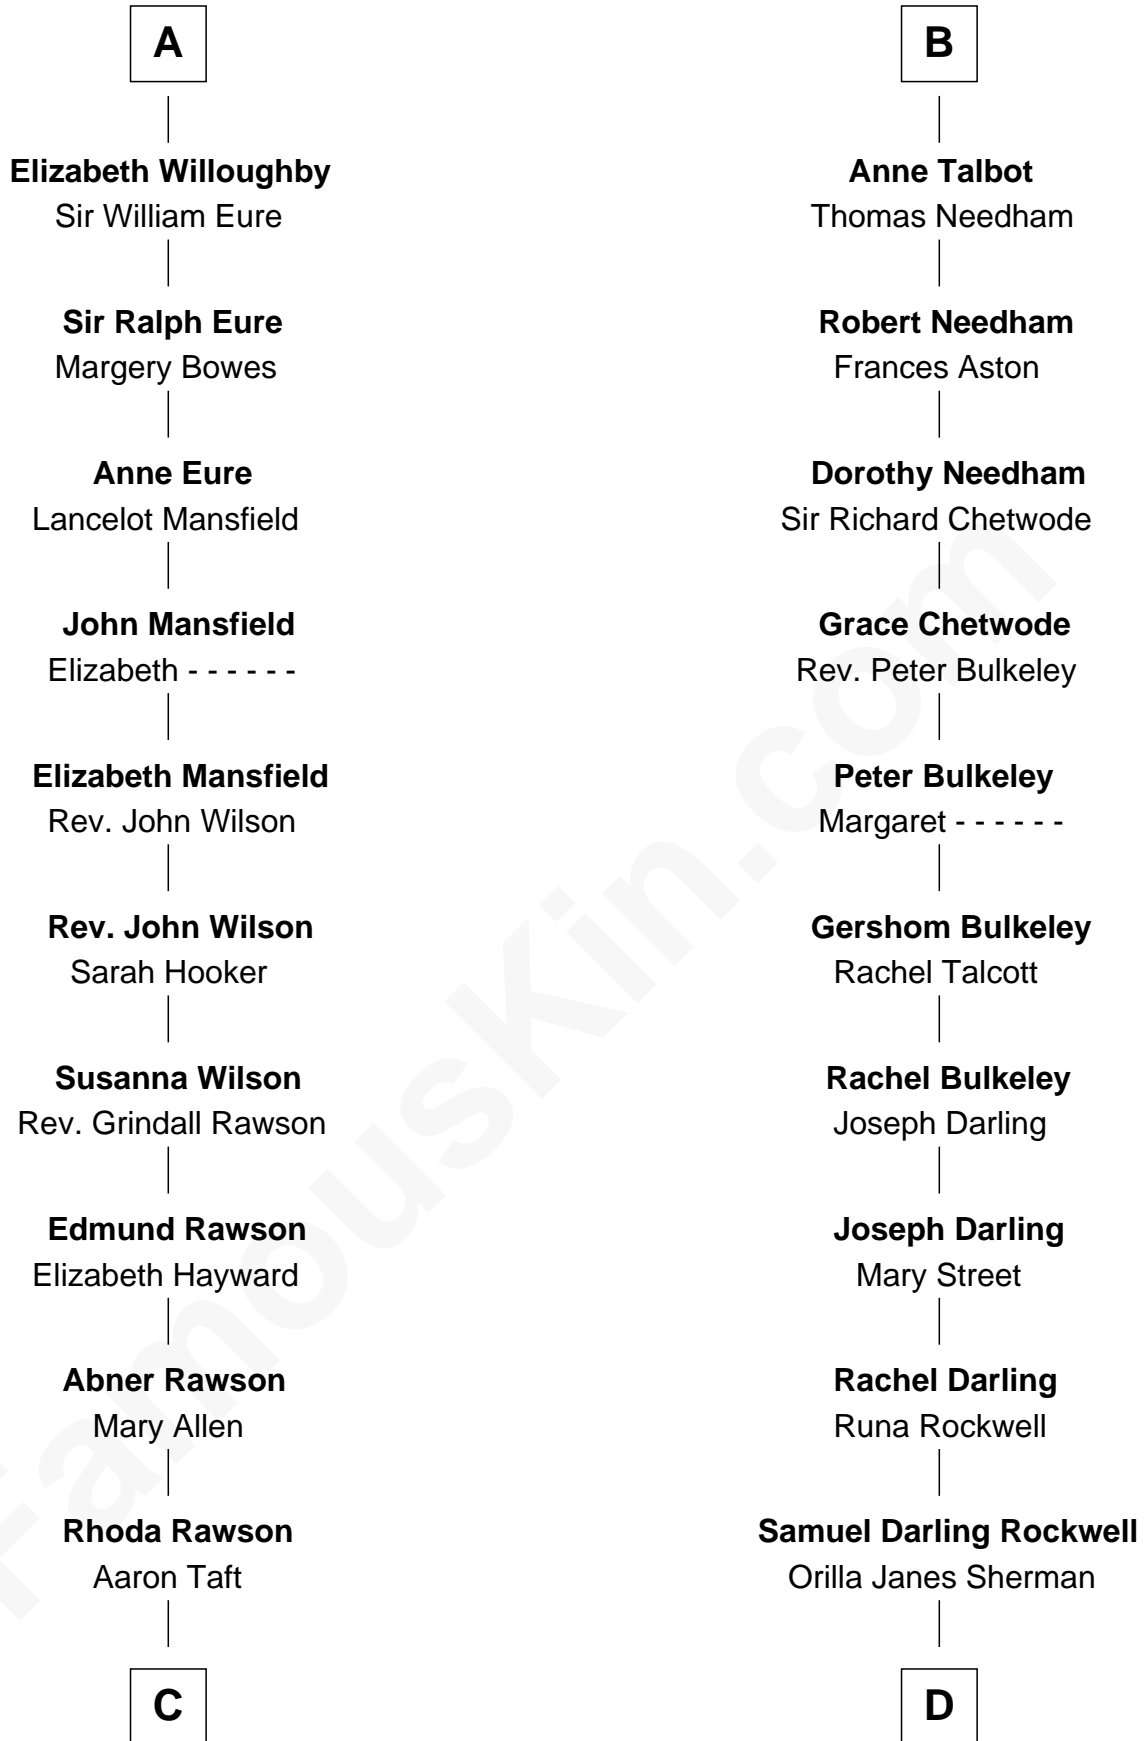 A
Elizabeth Willoughby
Sir William Eure
Sir Ralph Eure
Margery Bowes
Anne Eure
Lancelot Mansfield
John Mansfield
Elizabeth - - - - - -
Elizabeth Mansfield
Rev. John Wilson
Rev. John Wilson
Sarah Hooker
Susanna Wilson
Rev. Grindall Rawson
Edmund Rawson
Elizabeth Hayward
Abner Rawson
Mary Allen
Rhoda Rawson
Aaron Taft
C
B
Anne Talbot
Thomas Needham
Robert Needham
Frances Aston
Dorothy Needham
Sir Richard Chetwode
Grace Chetwode
Rev. Peter Bulkeley
Peter Bulkeley
Margaret - - - - - -
Gershom Bulkeley
Rachel Talcott
Rachel Bulkeley
Joseph Darling
Joseph Darling
Mary Street
Rachel Darling
Runa Rockwell
Samuel Darling Rockwell
Orilla Janes Sherman
D
FamousKin.com